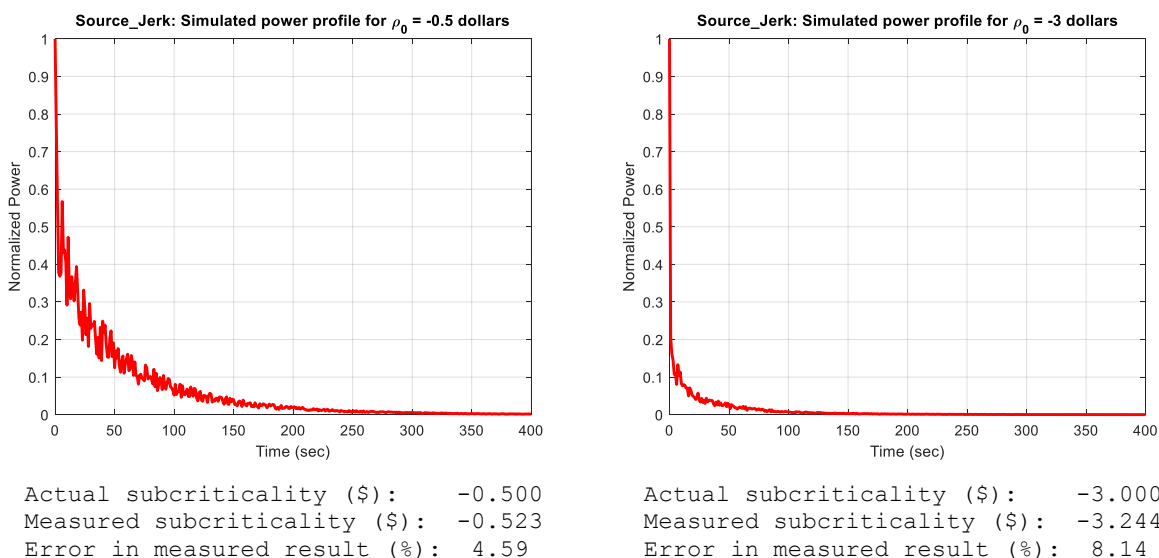 Source_Jerk: Simulated power profile for ρ0 = -0.5 dollars
1
0.9
0.8
0.7
0.6
0.5
0.4
0.3
0.2
0.1
0
Normalized Power
0 50 100 150 200 250 300 350 400
Time (sec)
Actual subcriticality ($): -0.500
Measured subcriticality ($): -0.523
Error in measured result (%): 4.59
Source_Jerk: Simulated power profile for ρ0 = -3 dollars
1
0.9
0.8
0.7
0.6
0.5
0.4
0.3
0.2
0.1
0
Normalized Power
0 50 100 150 200 250 300 350 400
Time (sec)
Actual subcriticality ($): -3.000
Measured subcriticality ($): -3.244
Error in measured result (%): 8.14